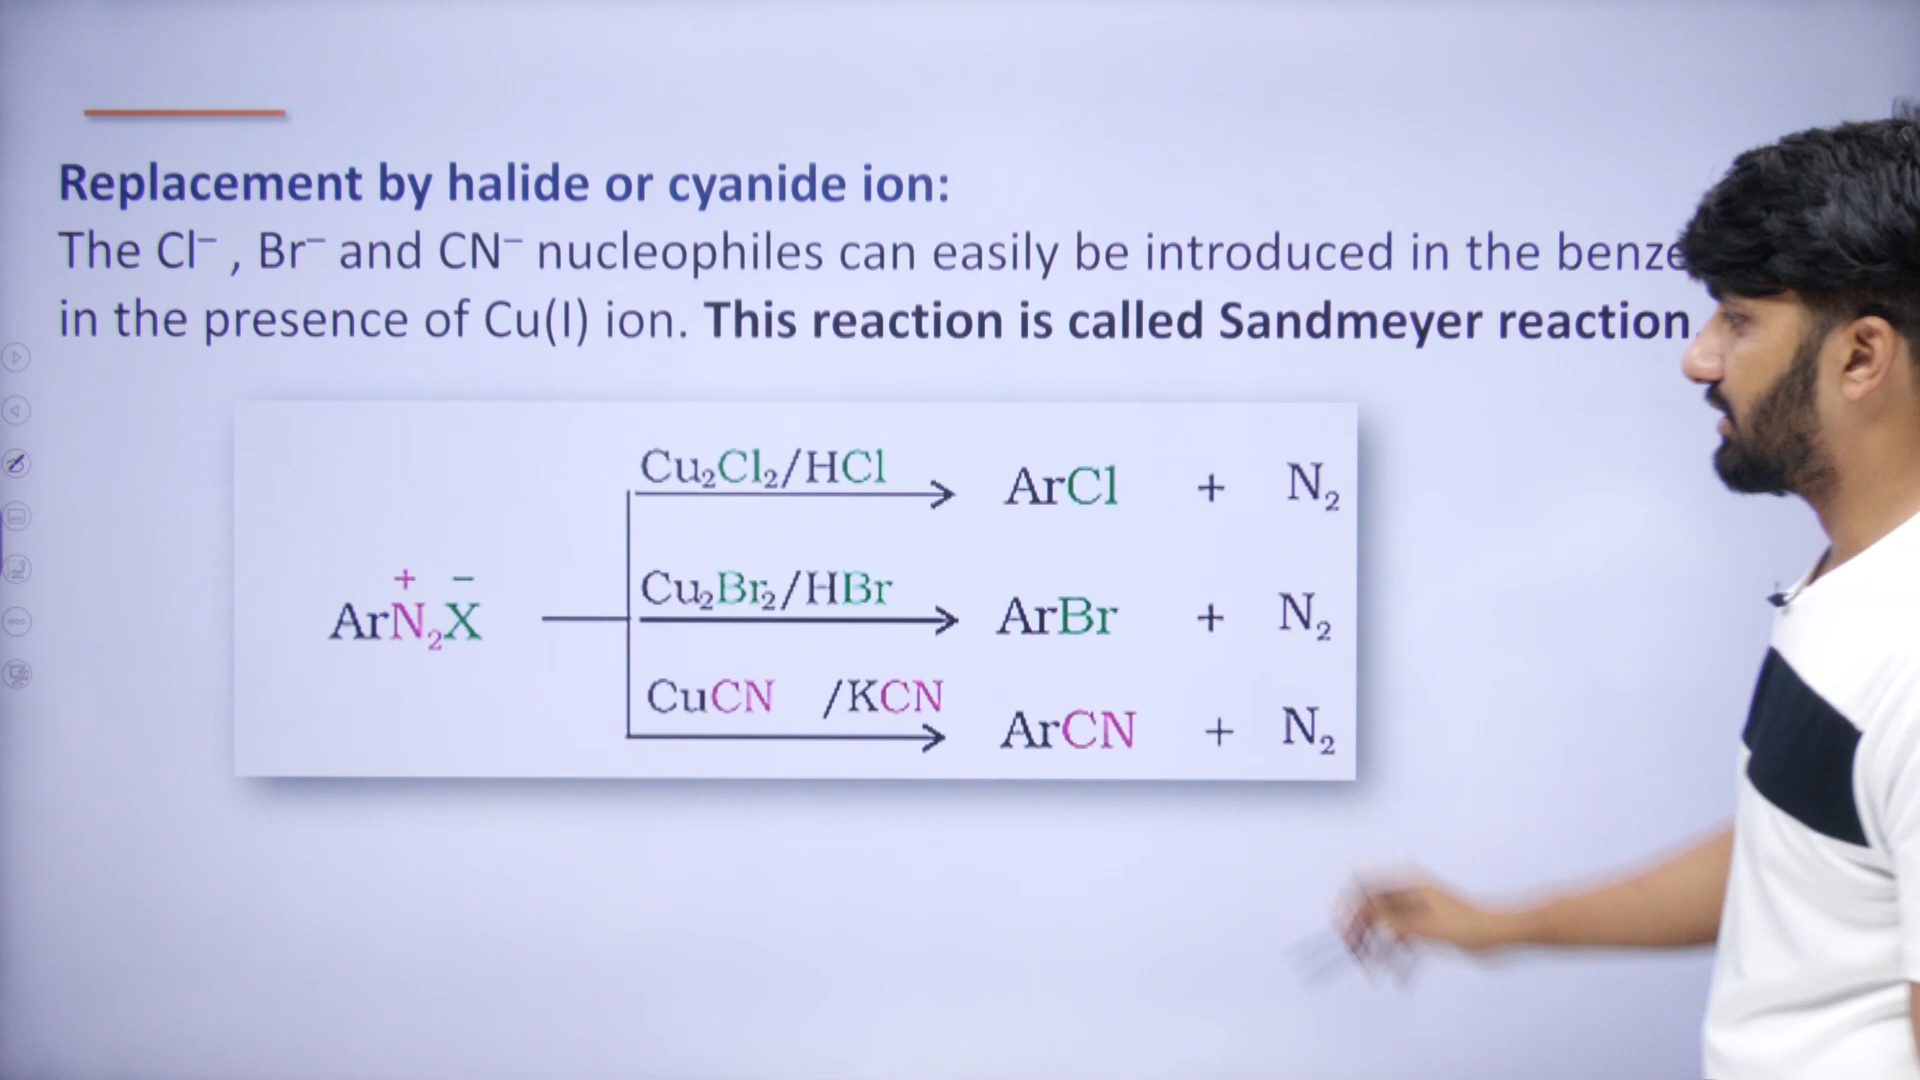 Replacement by halide or cyanide ion:
The Cl⁻ , Br⁻ and CN⁻ nucleophiles can easily be introduced in the
in the presence of Cu(I) ion. This reaction is called Sandmeyer reaction
Cu₂Cl₂/HCl ArCl + N₂
ArN₂⁺X⁻ Cu₂Br₂/HBr ArBr + N₂
CuCN /KCN ArCN + N₂